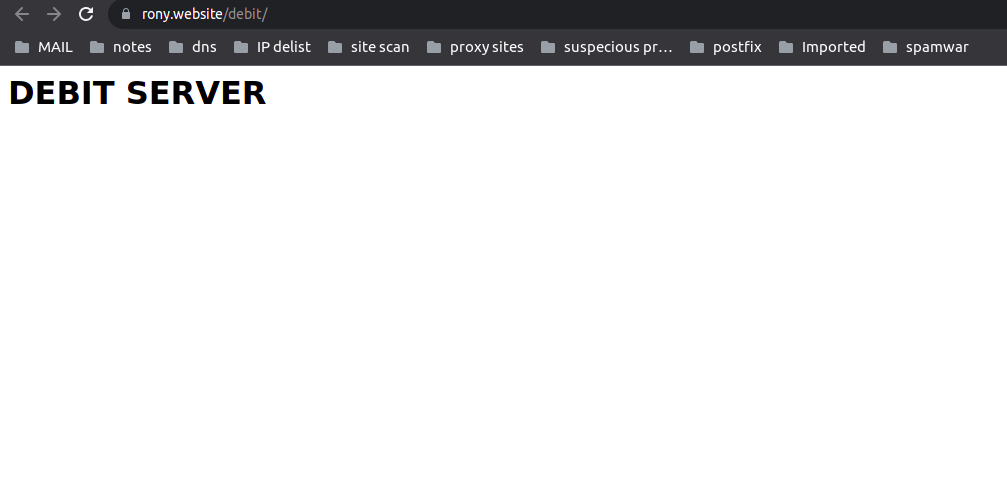 rony.website/debit/
MAIL notes dns IP delist site scan proxy sites suspecious pr... postfix Imported spamwar
DEBIT SERVER